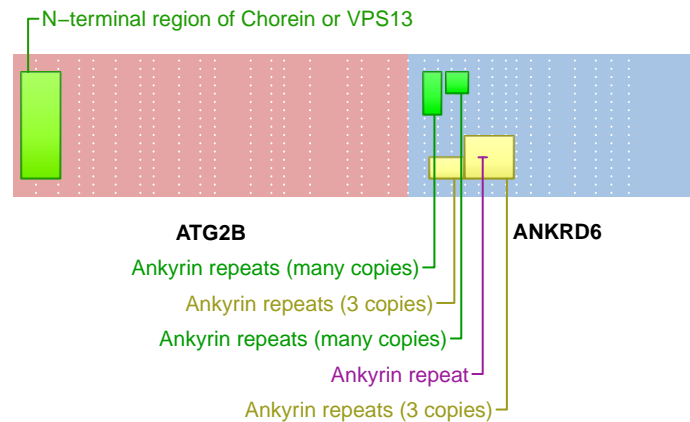 N−terminal region of Chorein or VPS13
ATG2B
ANKRD6
Ankyrin repeats (many copies)
Ankyrin repeats (3 copies)
Ankyrin repeats (many copies)
Ankyrin repeat
Ankyrin repeats (3 copies)